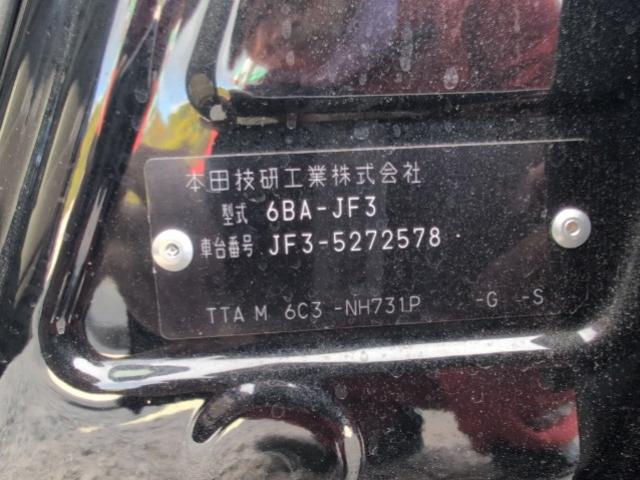 本田技研工業株式会社
型式 6BA-JF3
車台番号 JF3-5272578
TTA M 6C3 -NH731P -G -S